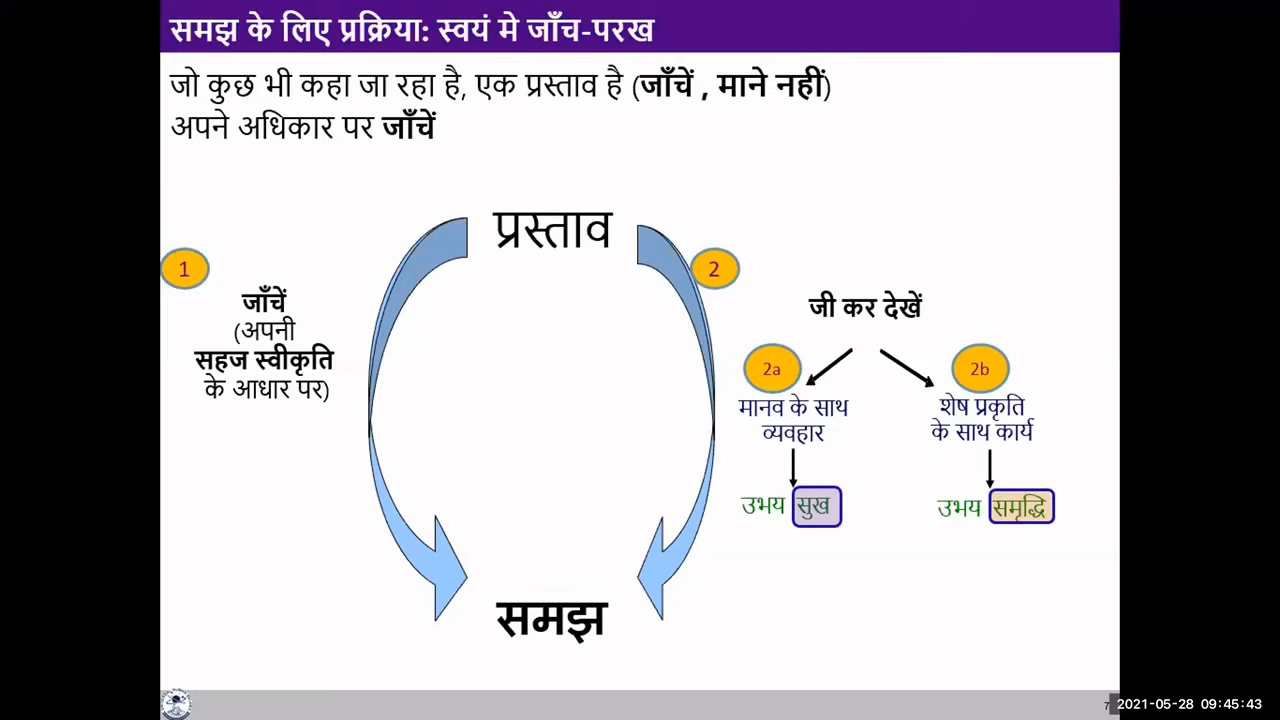 समझ के लिए प्रक्रिया: स्वयं मे जाँच-परख
जो कुछ भी कहा जा रहा है, एक प्रस्ताव है (जाँचें , माने नहीं)
अपने अधिकार पर जाँचें
प्रस्ताव
1
जाँचें
(अपनी
सहज स्वीकृति
के आधार पर)
2
जी कर देखें
2a
मानव के साथ
व्यवहार
उभय सुख
2b
शेष प्रकृति
के साथ कार्य
उभय समृद्धि
समझ
7
2021-05-28 09:45:43